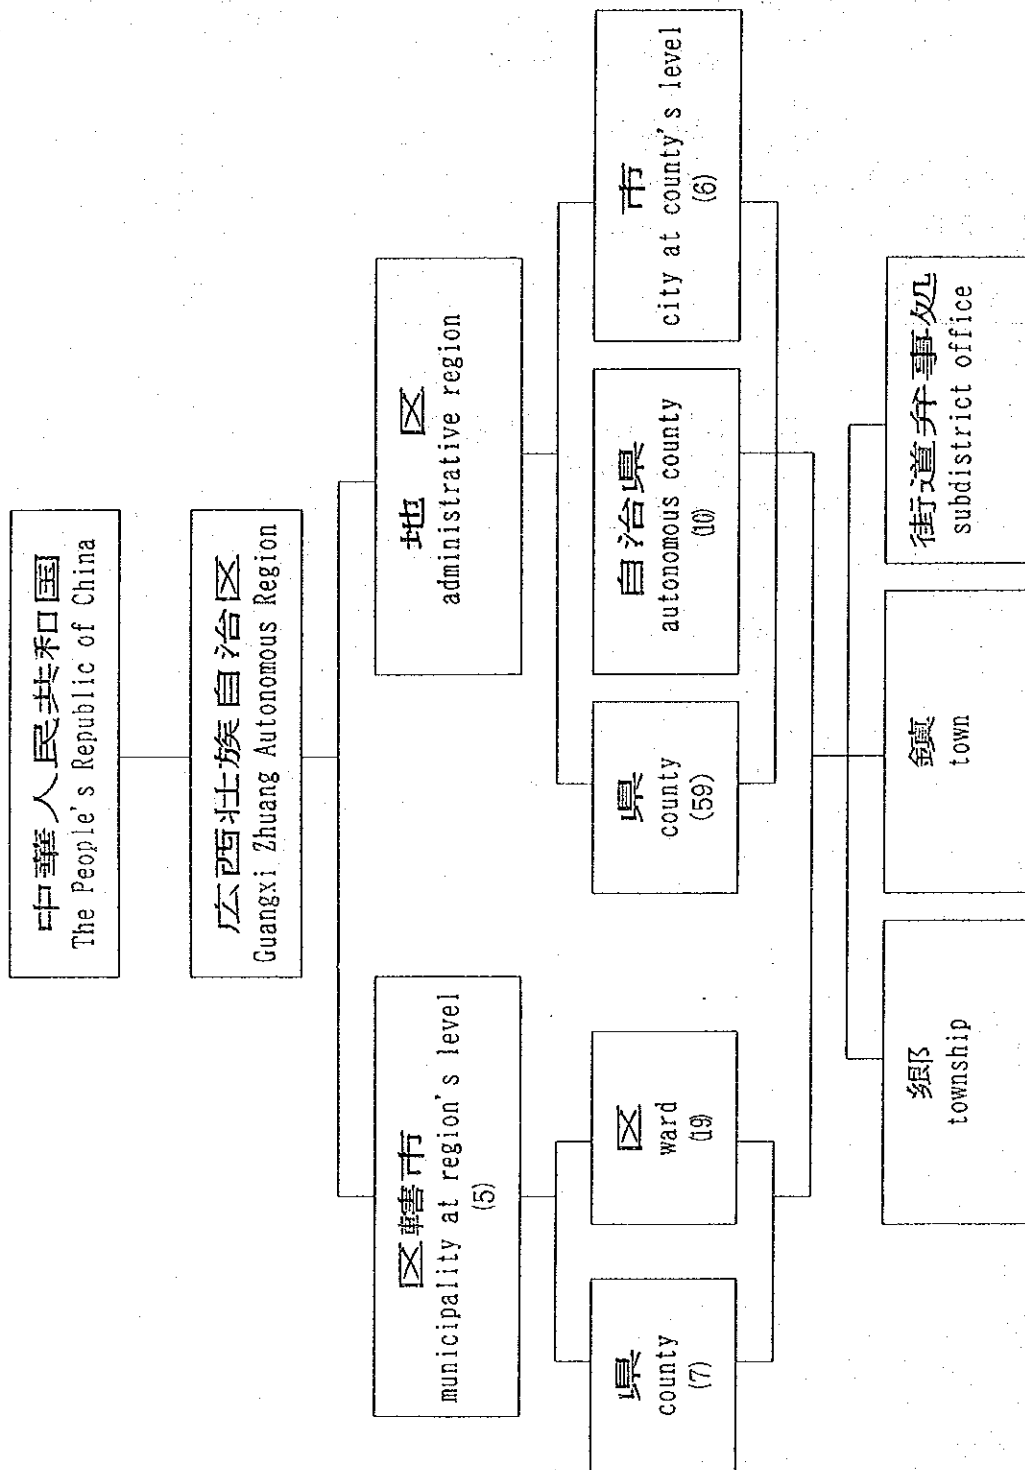 中華人民共和国
The People's Republic of China
広西壮族自治区
Guangxi Zhuang Autonomous Region
区轄市
municipality at region's level
(5)
地 区
administrative region
県
county
(7)
区
ward
(19)
県
county
(59)
自治県
autonomous county
(10)
市
city at county's level
(6)
郷
township
鎮
town
街道弁事処
subdistrict office